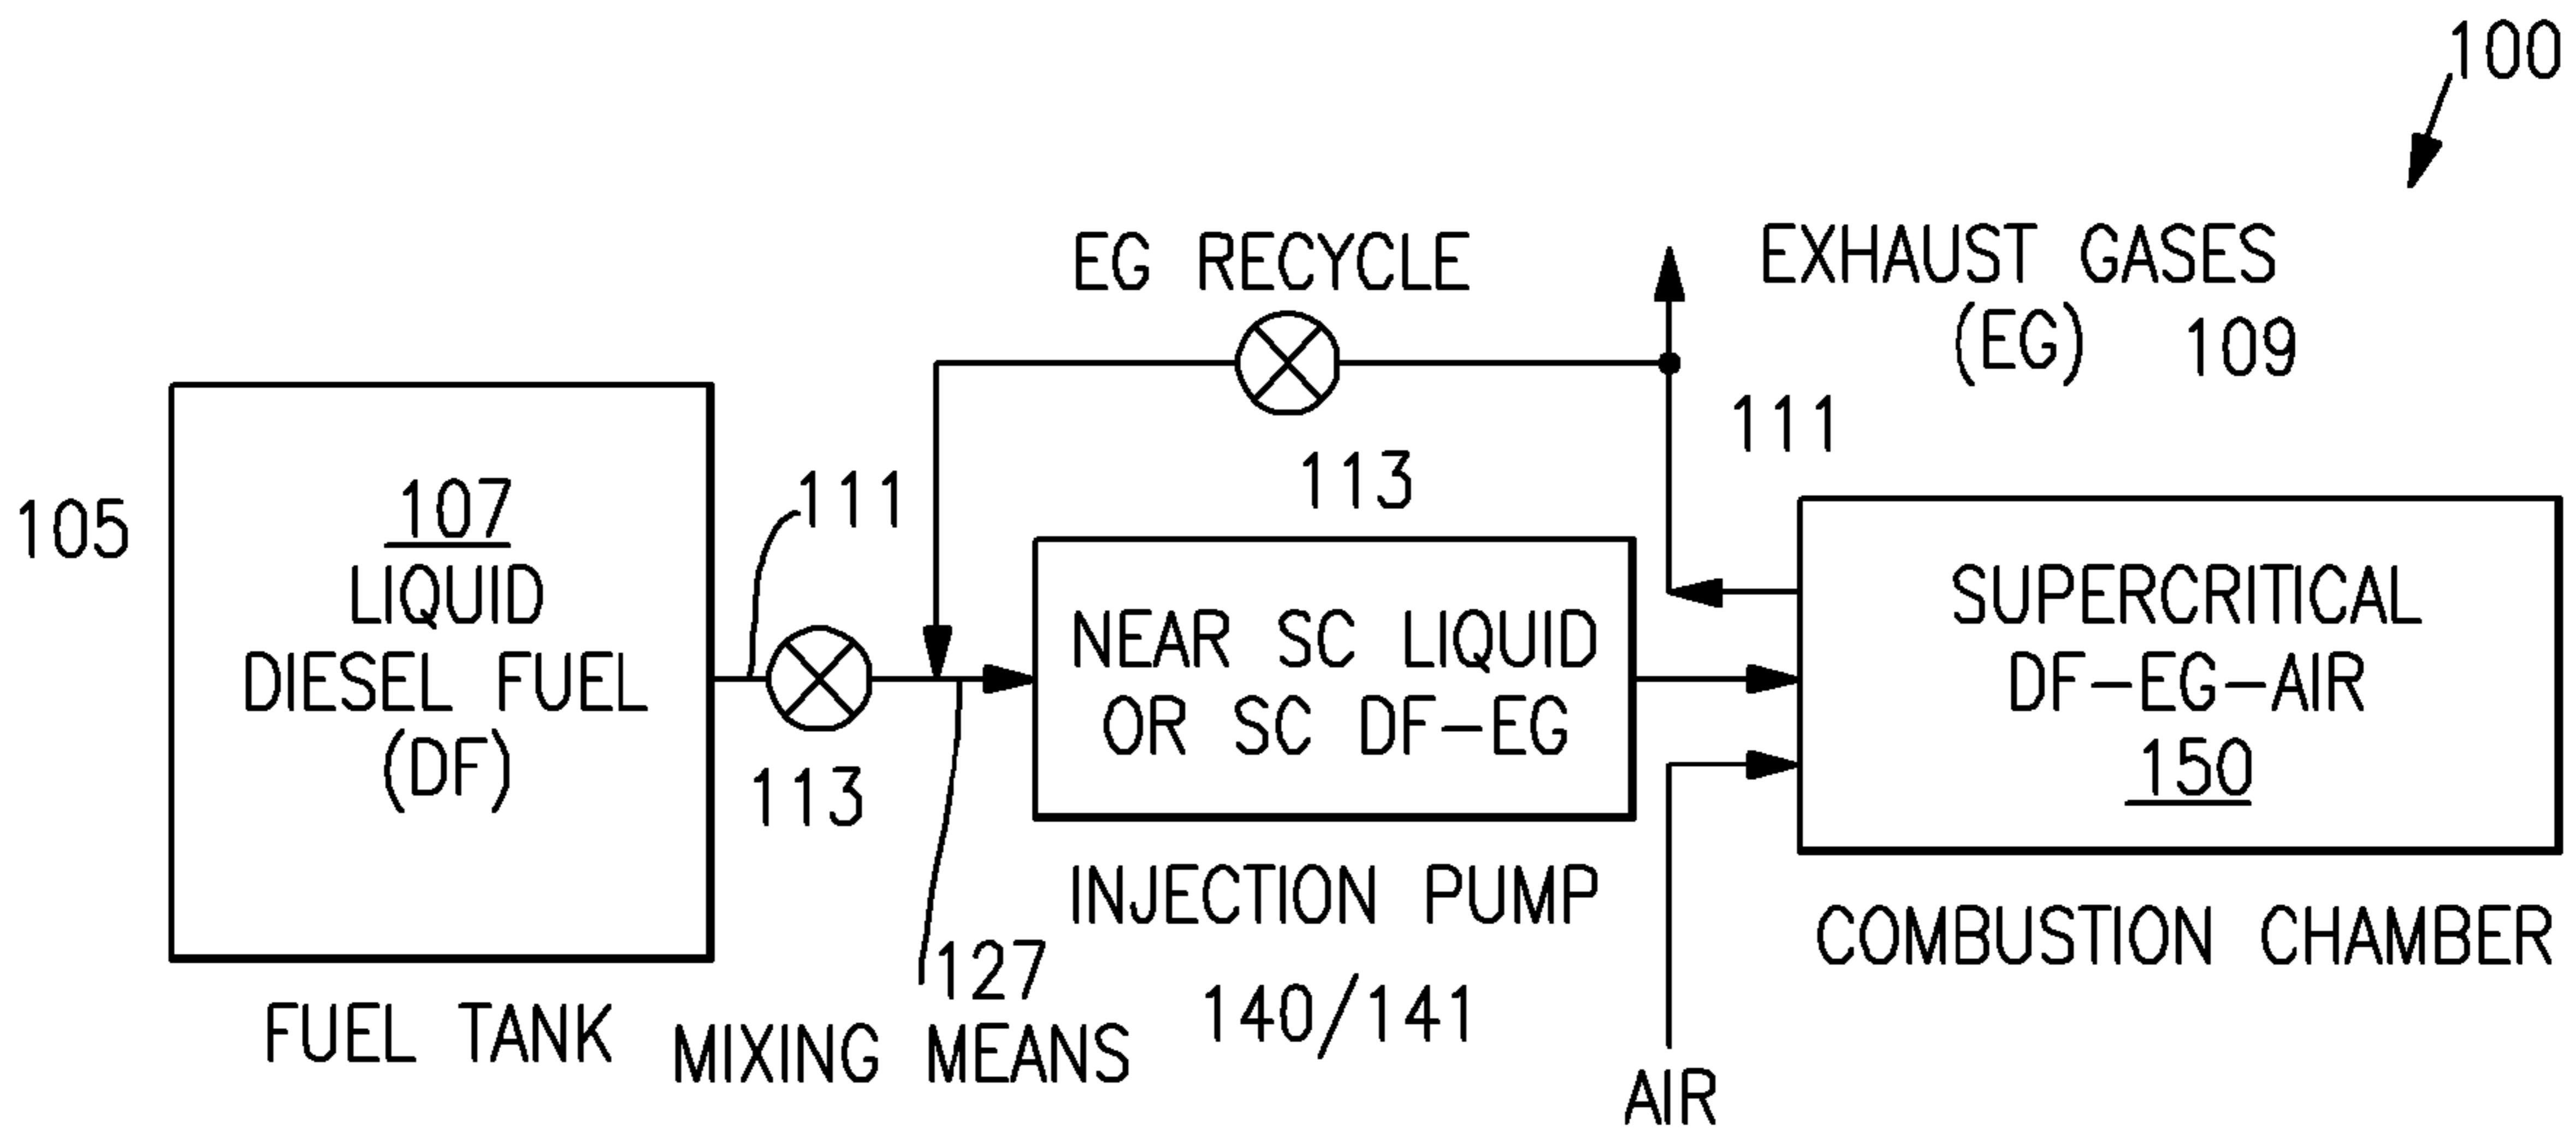 100
EG RECYCLE
EXHAUST GASES
(EG) 109
111
113
105
107
LIQUID
DIESEL FUEL
(DF)
111
113
NEAR SC LIQUID
OR SC DF-EG
SUPERCRITICAL
DF-EG-AIR
150
INJECTION PUMP
140/141
COMBUSTION CHAMBER
127
FUEL TANK
MIXING MEANS
AIR